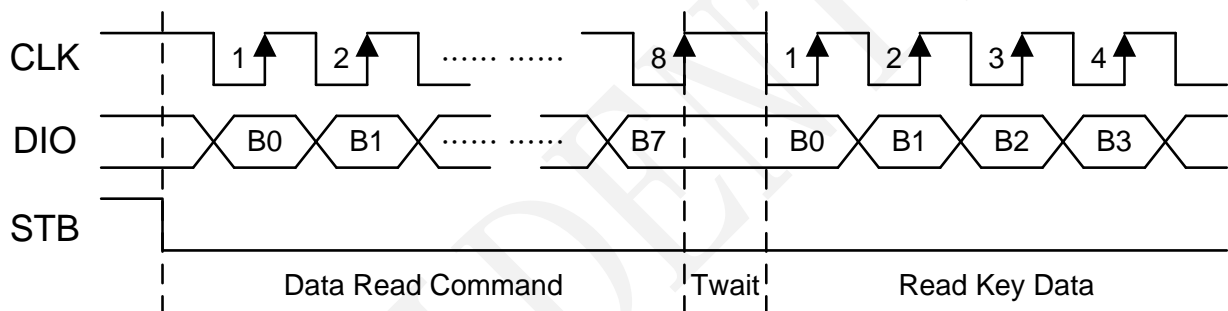 CLK 1 2 ...... ...... 8 1 2 3 4
DIO B0 B1 ...... ...... B7 B0 B1 B2 B3
STB
Data Read Command Twait Read Key Data